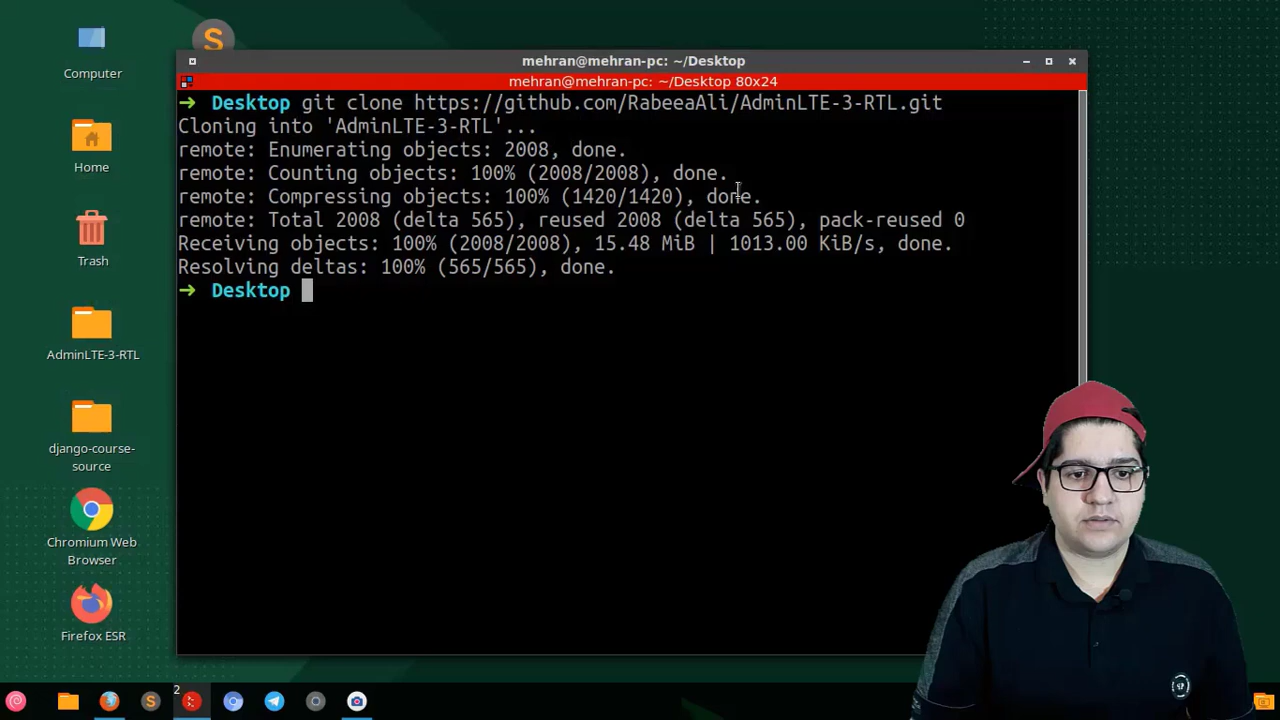 Computer
Home
Trash
AdminLTE-3-RTL
django-course-
source
Chromium Web
Browser
Firefox ESR
S
mehran@mehran-pc: ~/Desktop
mehran@mehran-pc: ~/Desktop 80x24
➜ Desktop git clone https://github.com/RabeeaAli/AdminLTE-3-RTL.git
Cloning into 'AdminLTE-3-RTL'...
remote: Enumerating objects: 2008, done.
remote: Counting objects: 100% (2008/2008), done.
remote: Compressing objects: 100% (1420/1420), done.
remote: Total 2008 (delta 565), reused 2008 (delta 565), pack-reused 0
Receiving objects: 100% (2008/2008), 15.48 MiB | 1013.00 KiB/s, done.
Resolving deltas: 100% (565/565), done.
➜ Desktop
S
2